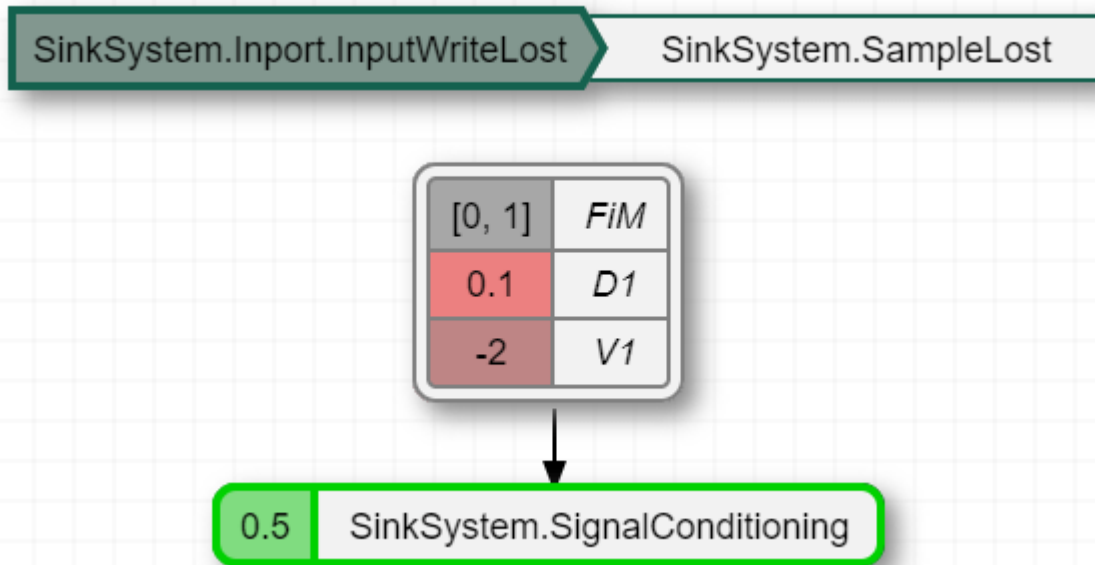 SinkSystem.Inport.InputWriteLost SinkSystem.SampleLost
[0, 1] FiM
0.1 D1
-2 V1
0.5 SinkSystem.SignalConditioning